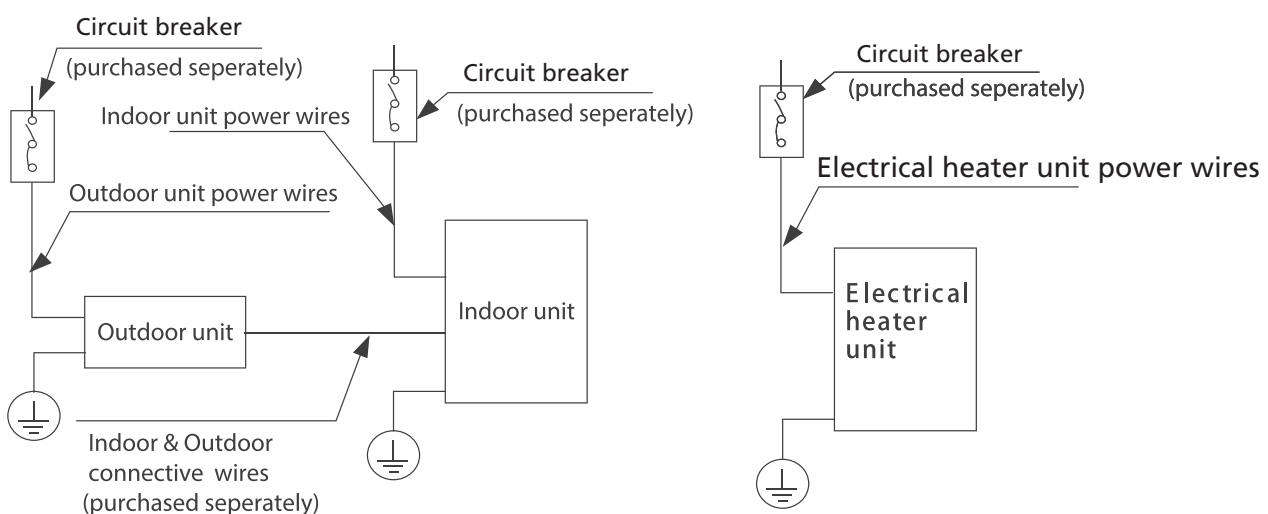 Circuit breaker
(purchased seperately)
Circuit breaker
(purchased seperately)
Indoor unit power wires
Outdoor unit power wires
Outdoor unit
Indoor unit
Indoor & Outdoor
connective wires
(purchased seperately)
Circuit breaker
(purchased seperately)
Electrical heater unit power wires
Electrical
heater
unit